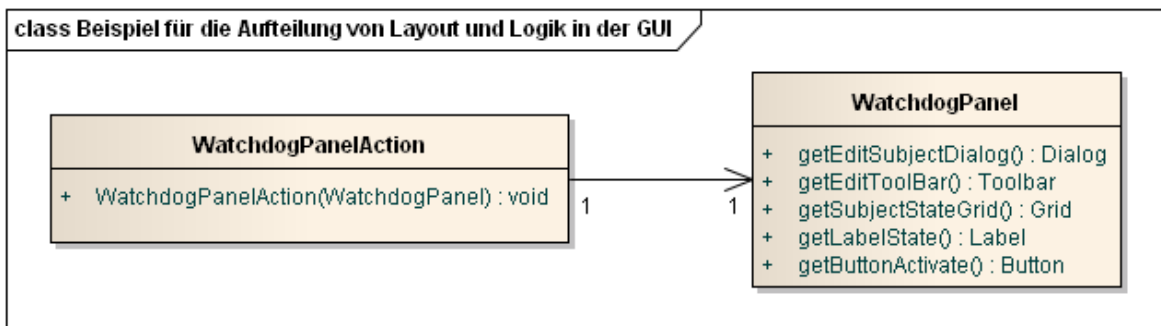 class Beispiel für die Aufteilung von Layout und Logik in der GUI
WatchdogPanelAction
+ WatchdogPanelAction(WatchdogPanel) : void
1
1
WatchdogPanel
+ getEditSubjectDialog() : Dialog
+ getEditToolBar() : Toolbar
+ getSubjectStateGrid() : Grid
+ getLabelState() : Label
+ getButtonActivate() : Button